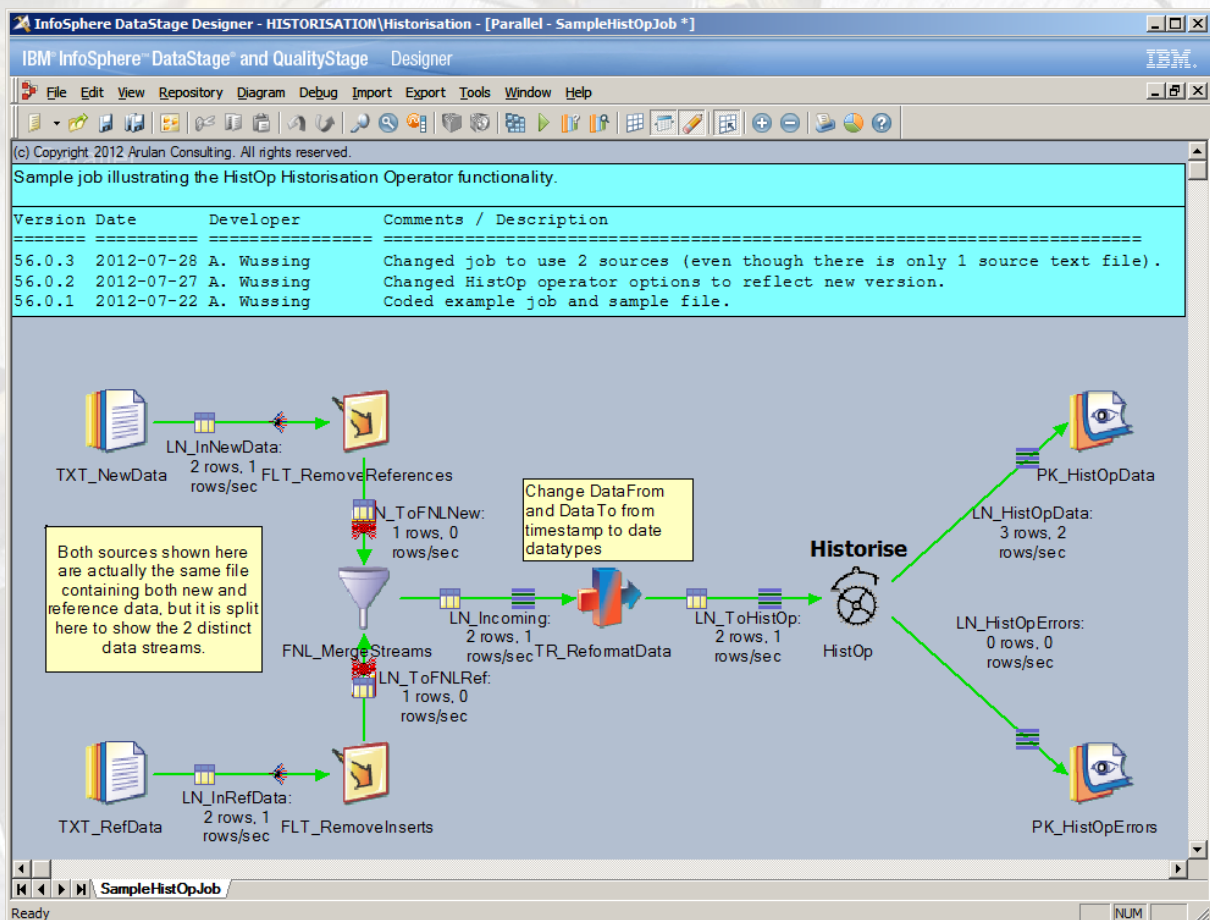 InfoSphere DataStage Designer - HISTORISATION\Historisation - [Parallel - SampleHistOpJob *]
IBM® InfoSphere™ DataStage® and QualityStage Designer
IBM.
File Edit View Repository Diagram Debug Import Export Tools Window Help
(c) Copyright 2012 Arulan Consulting. All rights reserved.
Sample job illustrating the HistOp Historisation Operator functionality.
Version Date Developer Comments / Description
======= ========== ================ ==========================================================================
56.0.3 2012-07-28 A. Wussing Changed job to use 2 sources (even though there is only 1 source text file).
56.0.2 2012-07-27 A. Wussing Changed HistOp operator options to reflect new version.
56.0.1 2012-07-22 A. Wussing Coded example job and sample file.
TXT_NewData
LN_InNewData:
2 rows, 1
rows/sec
FLT_RemoveReferences
N_ToFNLNew:
1 rows, 0
rows/sec
Both sources shown here
are actually the same file
containing both new and
reference data, but it is split
here to show the 2 distinct
data streams.
FNL_MergeStreams
LN_Incoming:
2 rows, 1
rows/sec
Change DataFrom
and DataTo from
timestamp to date
datatypes
TR_ReformatData
LN_ToHistOp:
2 rows, 1
rows/sec
Historise
HistOp
PK_HistOpData
LN_HistOpData:
3 rows, 2
rows/sec
LN_HistOpErrors:
0 rows, 0
rows/sec
PK_HistOpErrors
LN_ToFNLRef:
1 rows, 0
rows/sec
TXT_RefData
LN_InRefData:
2 rows, 1
rows/sec
FLT_RemoveInserts
SampleHistOpJob
Ready
NUM